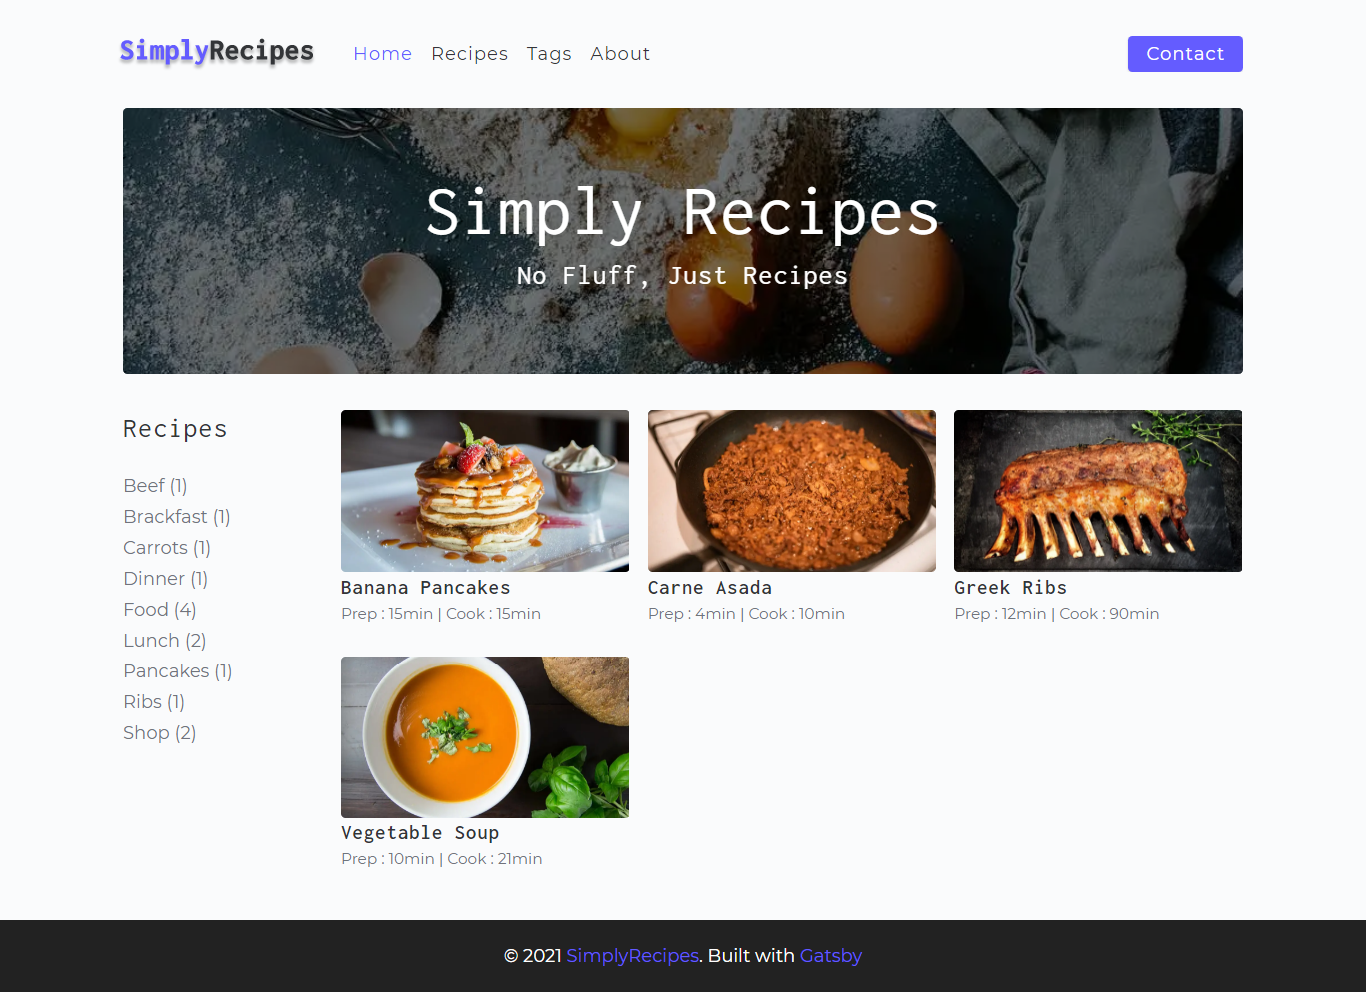 SimplyRecipes
Home Recipes Tags About
Contact
Simply Recipes
No Fluff, Just Recipes
Recipes
Beef (1)
Brackfast (1)
Carrots (1)
Dinner (1)
Food (4)
Lunch (2)
Pancakes (1)
Ribs (1)
Shop (2)
Banana Pancakes
Prep : 15min | Cook : 15min
Carne Asada
Prep : 4min | Cook : 10min
Greek Ribs
Prep : 12min | Cook : 90min
Vegetable Soup
Prep : 10min | Cook : 21min
© 2021 SimplyRecipes. Built with Gatsby